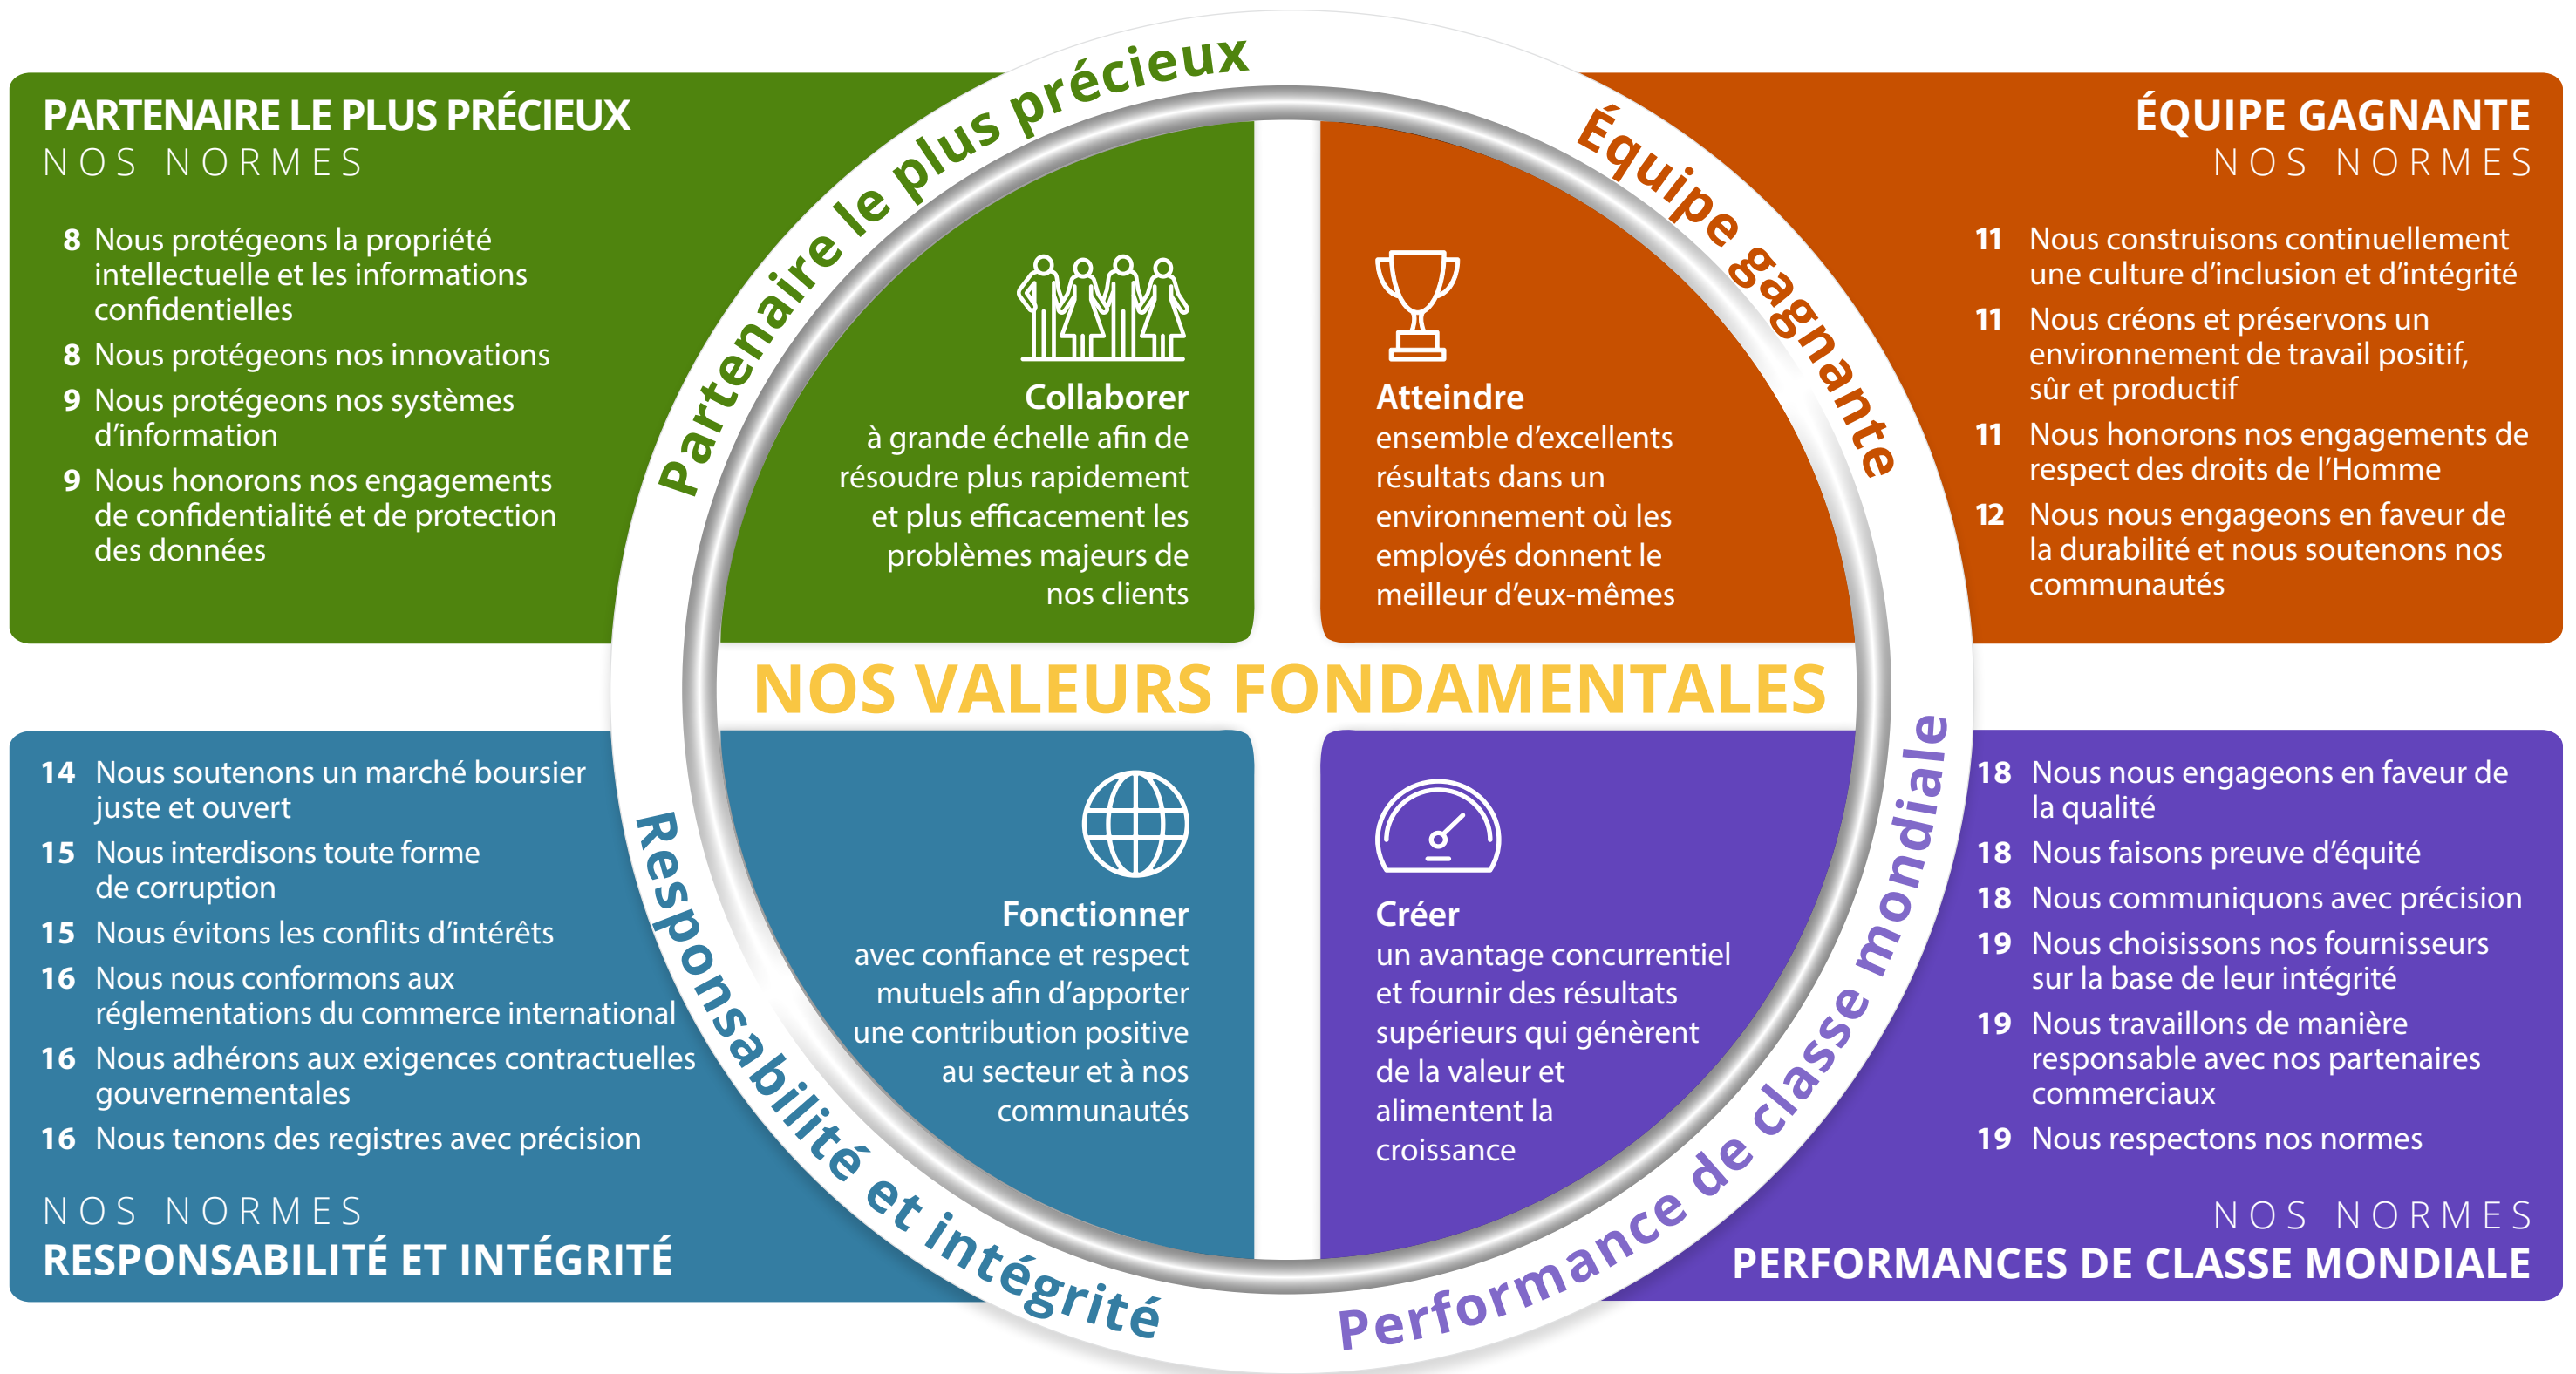 PARTENAIRE LE PLUS PRÉCIEUX
NOS NORMES
8 Nous protégeons la propriété
intellectuelle et les informations
confidentielles
8 Nous protégeons nos innovations
9 Nous protégeons nos systèmes
d’information
9 Nous honorons nos engagements
de confidentialité et de protection
des données
Partenaire le plus précieux
Collaborer
à grande échelle afin de
résoudre plus rapidement
et plus efficacement les
problèmes majeurs de
nos clients
Équipe gagnante
Atteindre
ensemble d’excellents
résultats dans un
environnement où les
employés donnent le
meilleur d’eux-mêmes
ÉQUIPE GAGNANTE
NOS NORMES
11 Nous construisons continuellement
une culture d’inclusion et d’intégrité
11 Nous créons et préservons un
environnement de travail positif,
sûr et productif
11 Nous honorons nos engagements de
respect des droits de l’Homme
12 Nous nous engageons en faveur de
la durabilité et nous soutenons nos
communautés
NOS VALEURS FONDAMENTALES
14 Nous soutenons un marché boursier
juste et ouvert
15 Nous interdisons toute forme
de corruption
15 Nous évitons les conflits d’intérêts
16 Nous nous conformons aux
réglementations du commerce international
16 Nous adhérons aux exigences contractuelles
gouvernementales
16 Nous tenons des registres avec précision
NOS NORMES
RESPONSABILITÉ ET INTÉGRITÉ
Responsabilité et intégrité
Fonctionner
avec confiance et respect
mutuels afin d’apporter
une contribution positive
au secteur et à nos
communautés
Créer
un avantage concurrentiel
et fournir des résultats
supérieurs qui génèrent
de la valeur et
alimentent la
croissance
Performance de classe mondiale
18 Nous nous engageons en faveur de
la qualité
18 Nous faisons preuve d’équité
18 Nous communiquons avec précision
19 Nous choisissons nos fournisseurs
sur la base de leur intégrité
19 Nous travaillons de manière
responsable avec nos partenaires
commerciaux
19 Nous respectons nos normes
NOS NORMES
PERFORMANCES DE CLASSE MONDIALE